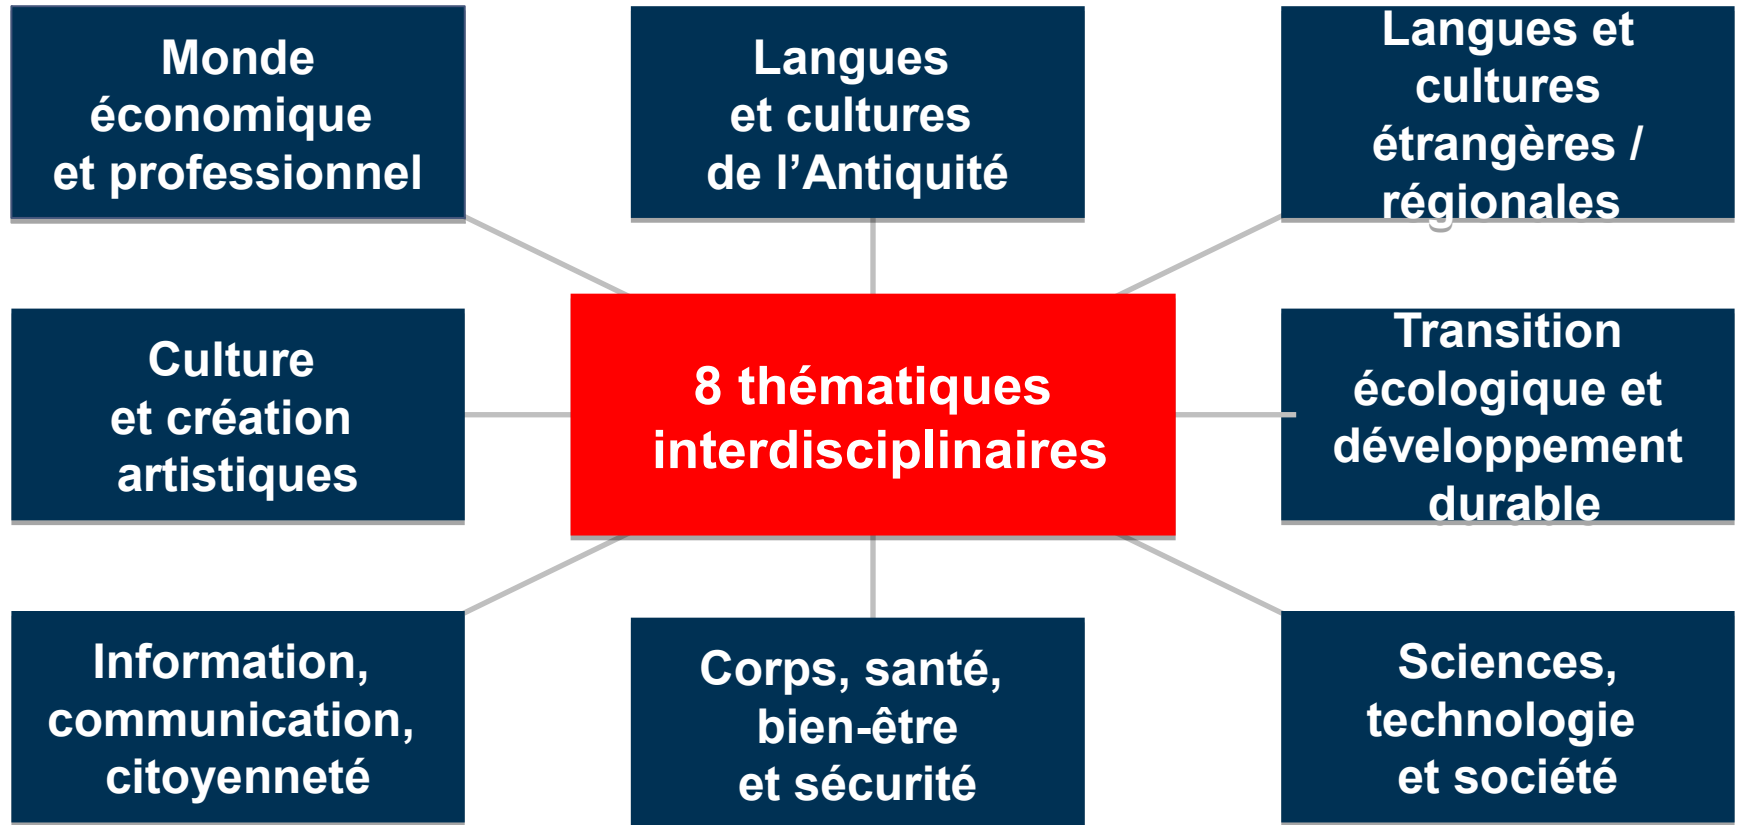 Monde
économique
et professionnel
Langues
et cultures
de l’Antiquité
Langues et
cultures
étrangères /
régionales
Culture
et création
artistiques
8 thématiques
interdisciplinaires
Transition
écologique et
développement
durable
Information,
communication,
citoyenneté
Corps, santé,
bien-être
et sécurité
Sciences,
technologie
et société